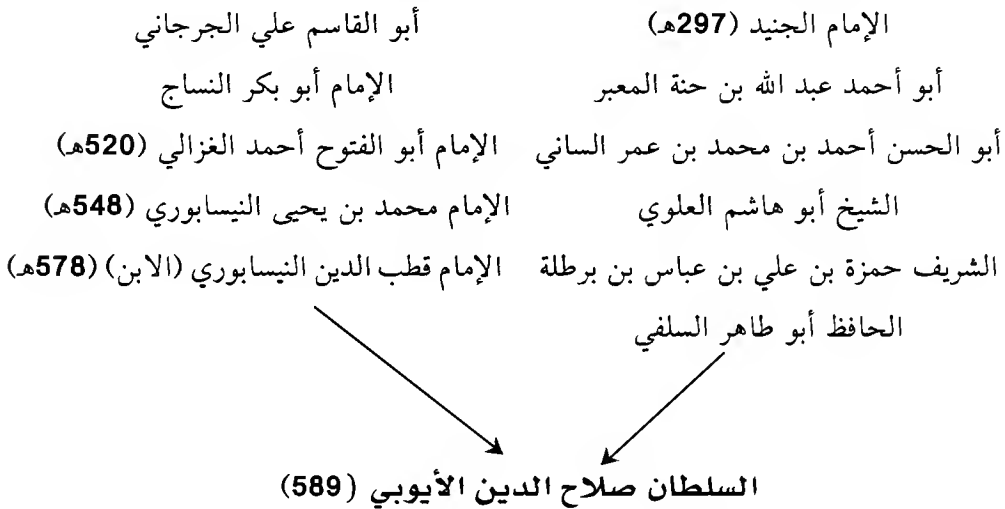 الإمام الجنيد (297هـ) أبو القاسم علي الجرجاني
أبو أحمد عبد الله بن حنة المعبر الإمام أبو بكر النساج
أبو الحسن أحمد بن محمد بن عمر الساني الإمام أبو الفتوح أحمد الغزالي (520هـ)
الشيخ أبو هاشم العلوي الإمام محمد بن يحيى النيسابوري (548هـ)
الشريف حمزة بن علي بن عباس بن برطلة الإمام قطب الدين النيسابوري (الابن) (578هـ)
الحافظ أبو طاهر السلفي
السلطان صلاح الدين الأيوبي (589)